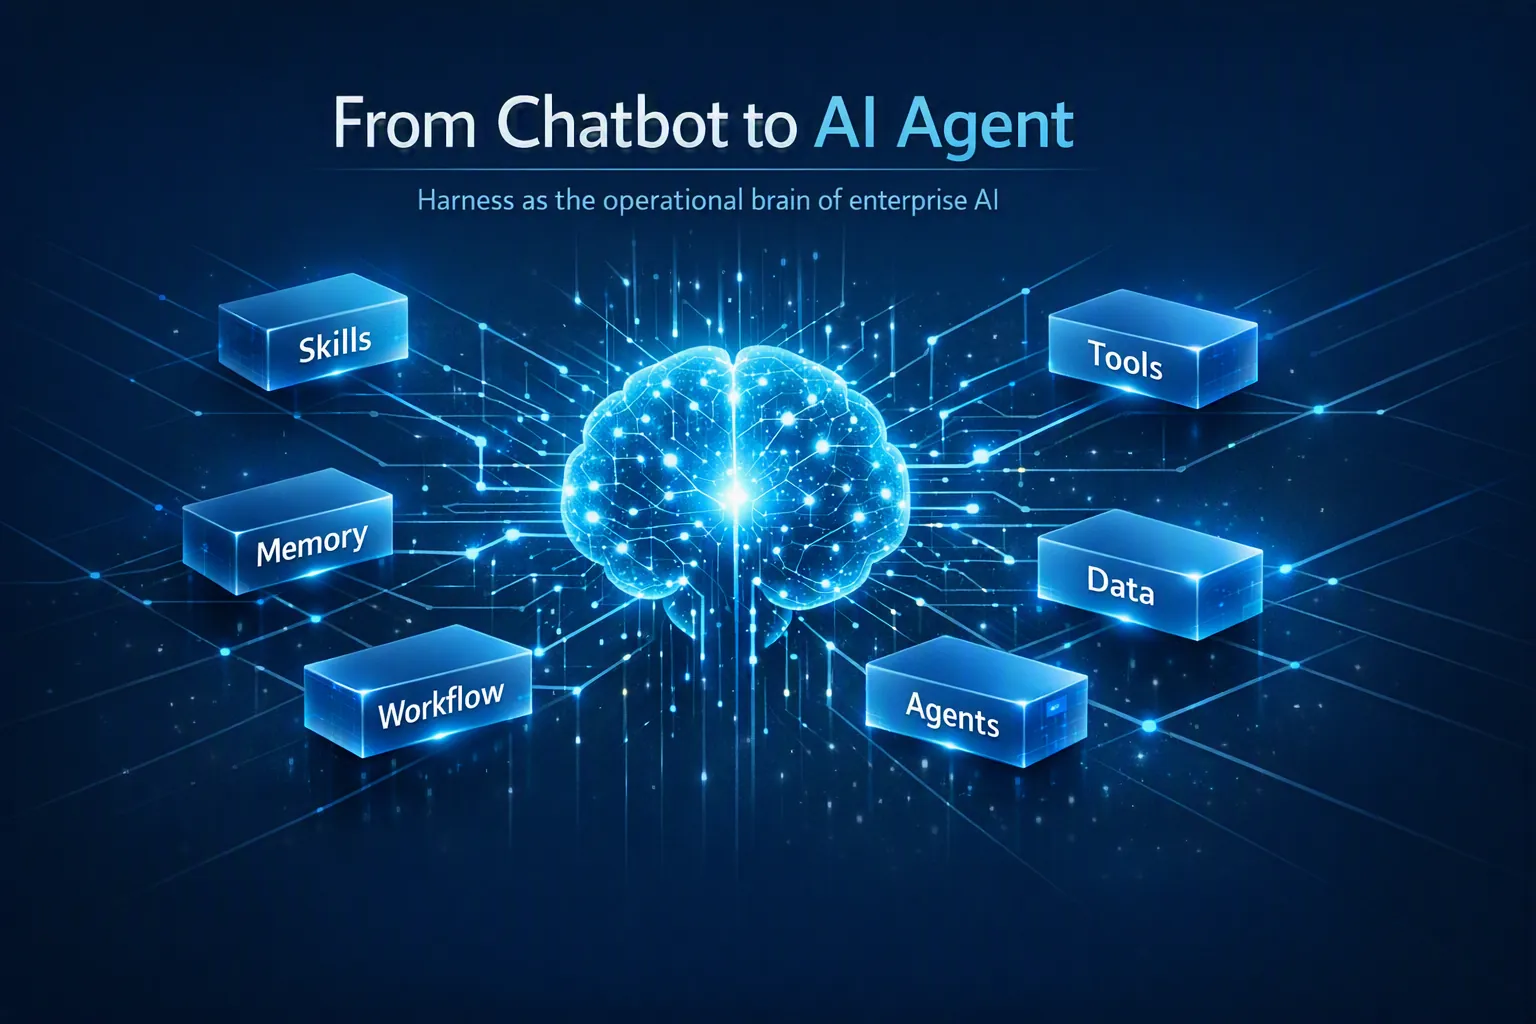 From Chatbot to AI Agent
Harness as the operational brain of enterprise AI
Skills
Tools
Memory
Data
Workflow
Agents